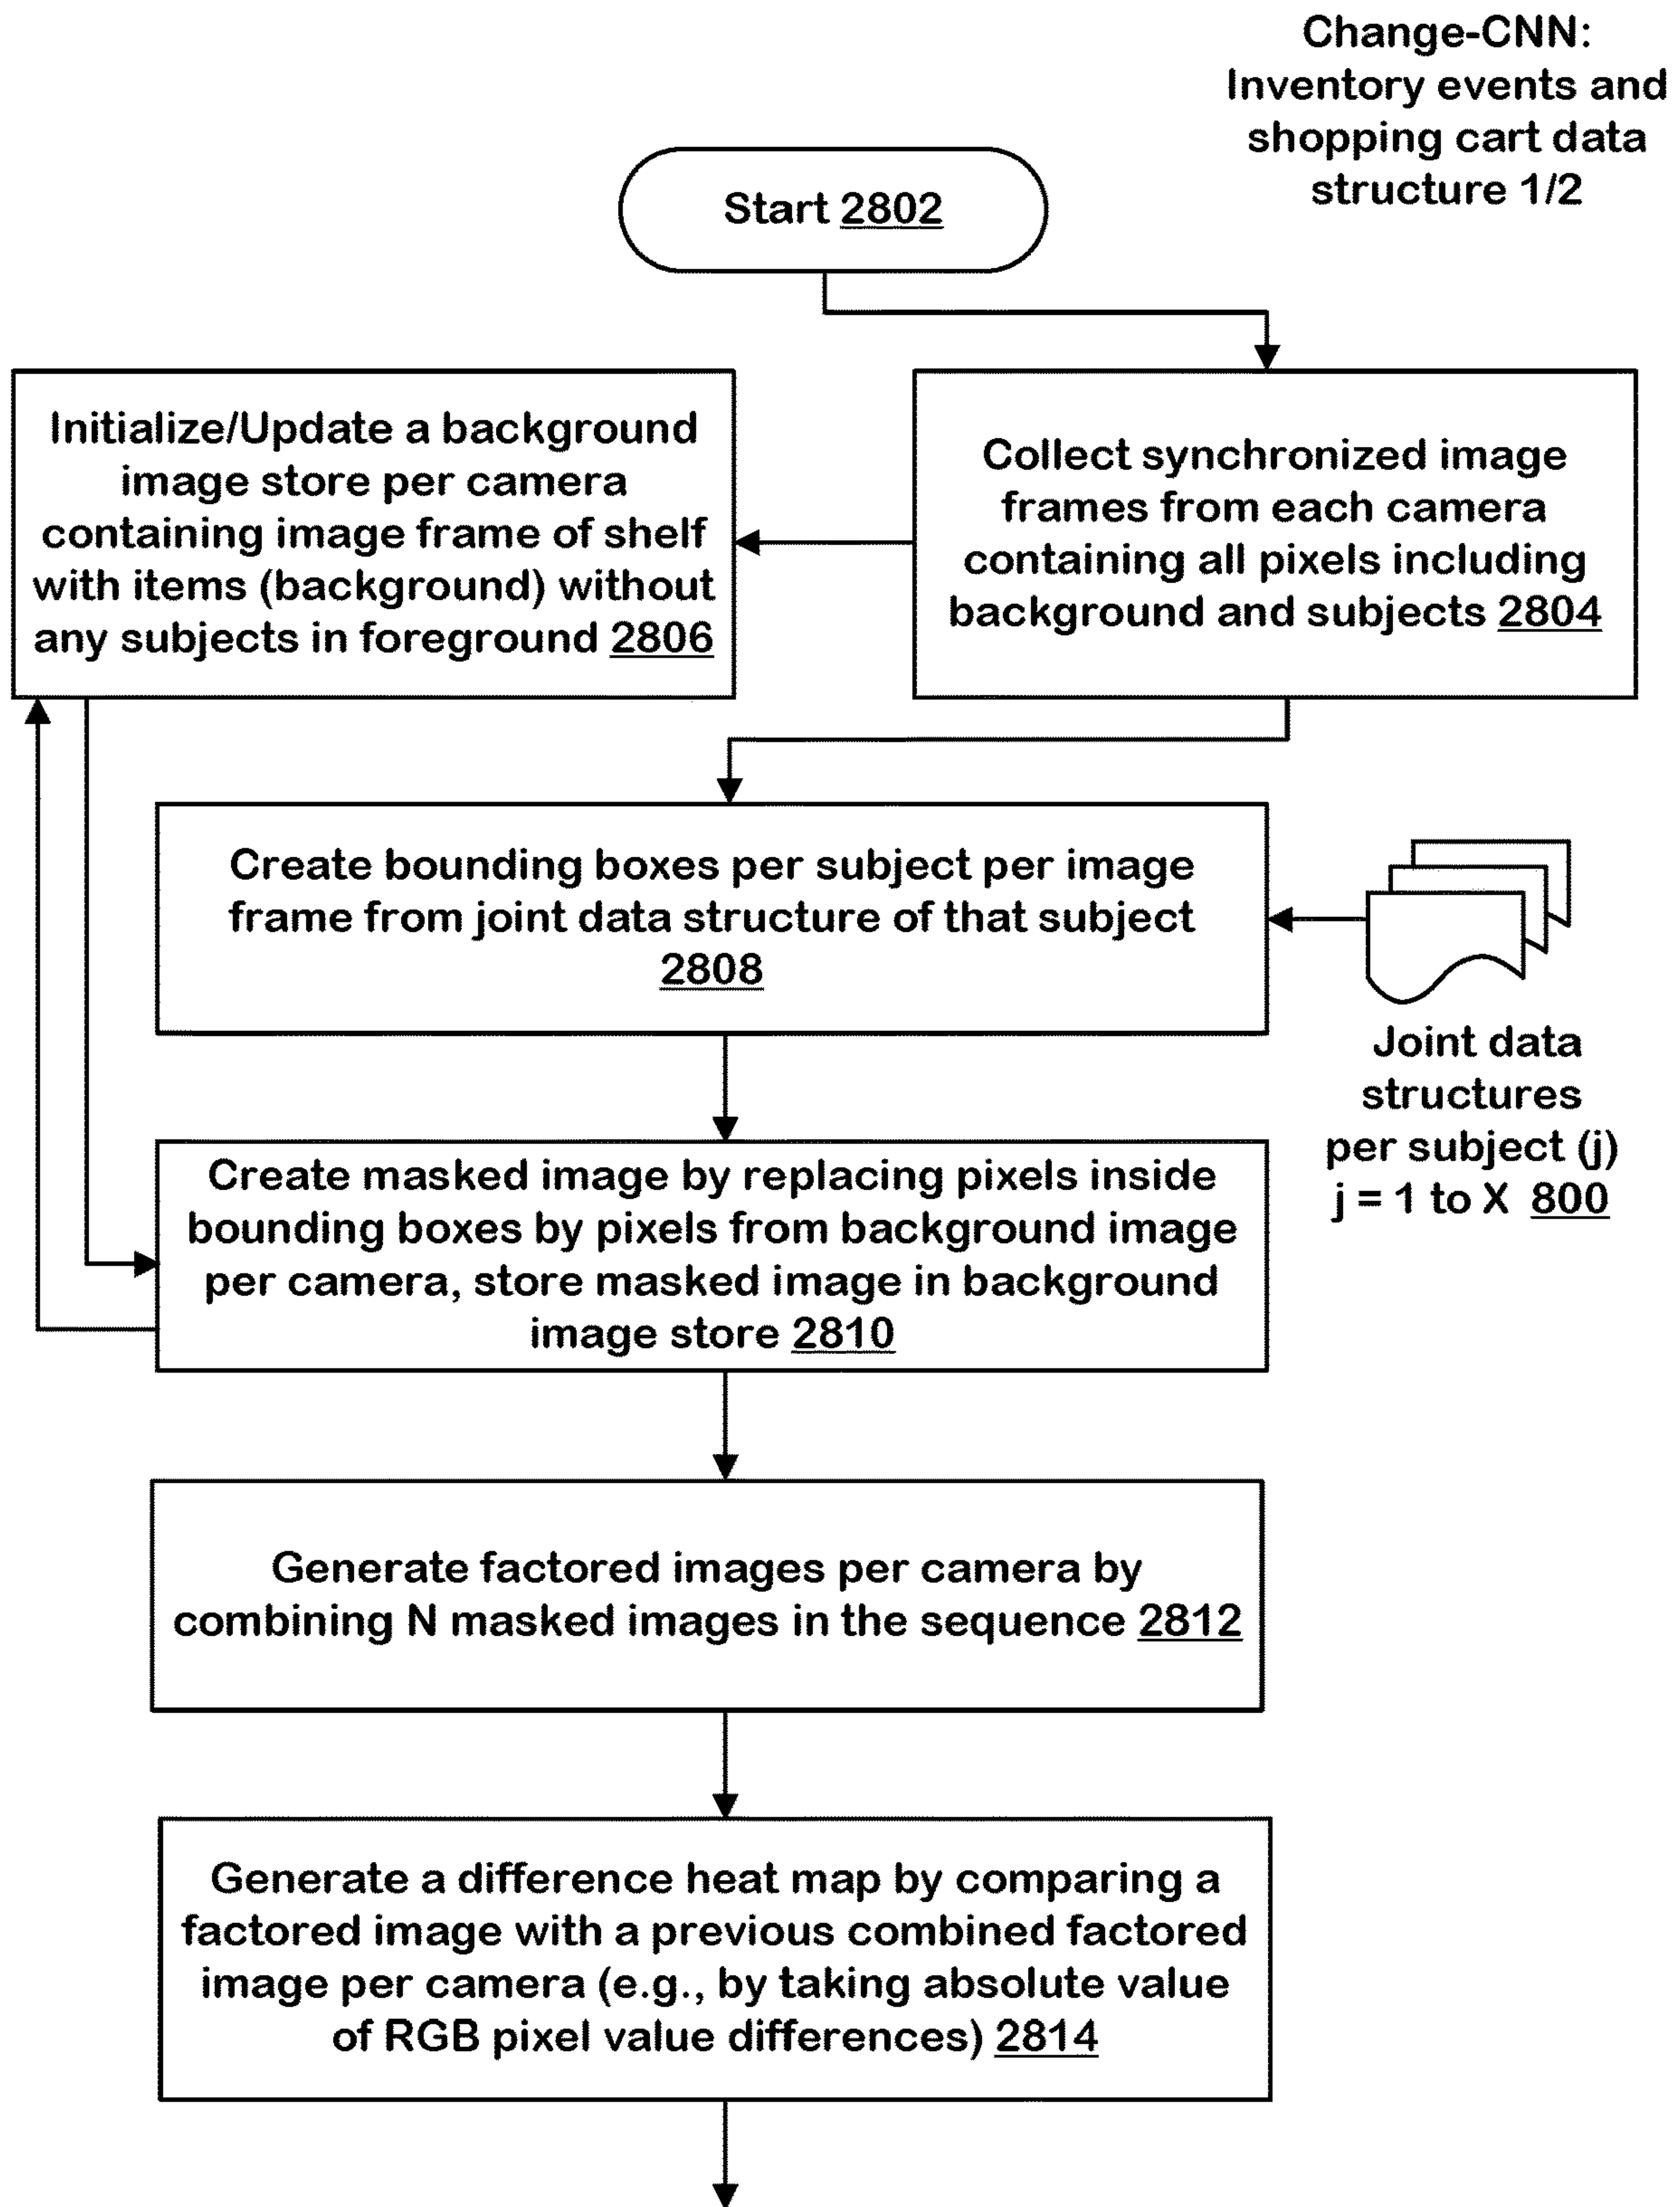 Change-CNN:
Inventory events and
shopping cart data
structure 1/2
Start 2802
Initialize/Update a background
image store per camera
containing image frame of shelf
with items (background) without
any subjects in foreground 2806
Collect synchronized image
frames from each camera
containing all pixels including
background and subjects 2804
Create bounding boxes per subject per image
frame from joint data structure of that subject
2808
Joint data
structures
per subject (j)
j = 1 to X 800
Create masked image by replacing pixels inside
bounding boxes by pixels from background image
per camera, store masked image in background
image store 2810
Generate factored images per camera by
combining N masked images in the sequence 2812
Generate a difference heat map by comparing a
factored image with a previous combined factored
image per camera (e.g., by taking absolute value
of RGB pixel value differences) 2814